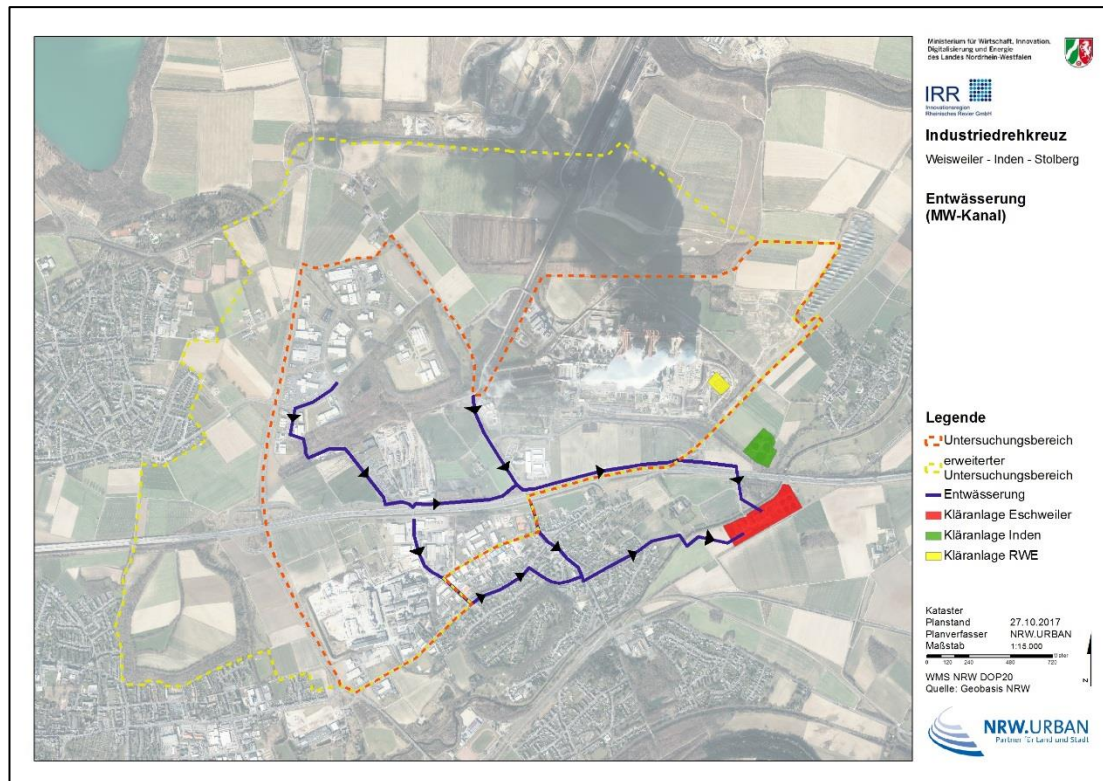 Ministerium für Wirtschaft, Innovation,
Digitalisierung und Energie
des Landes Nordrhein-Westfalen
IRR
Innovationsregion
Rheinisches Revier GmbH
Industriedrehkreuz
Weisweiler - Inden - Stolberg
Entwässerung
(MW-Kanal)
Legende
Untersuchungsbereich
erweiterter
Untersuchungsbereich
Entwässerung
Kläranlage Eschweiler
Kläranlage Inden
Kläranlage RWE
Kataster
Planstand 27.10.2017
Planverfasser NRW.URBAN
Maßstab 1:15.000
0 120 240 480 720
N
WMS NRW DOP20
Quelle: Geobasis NRW
NRW.URBAN
Partner für Land und Stadt